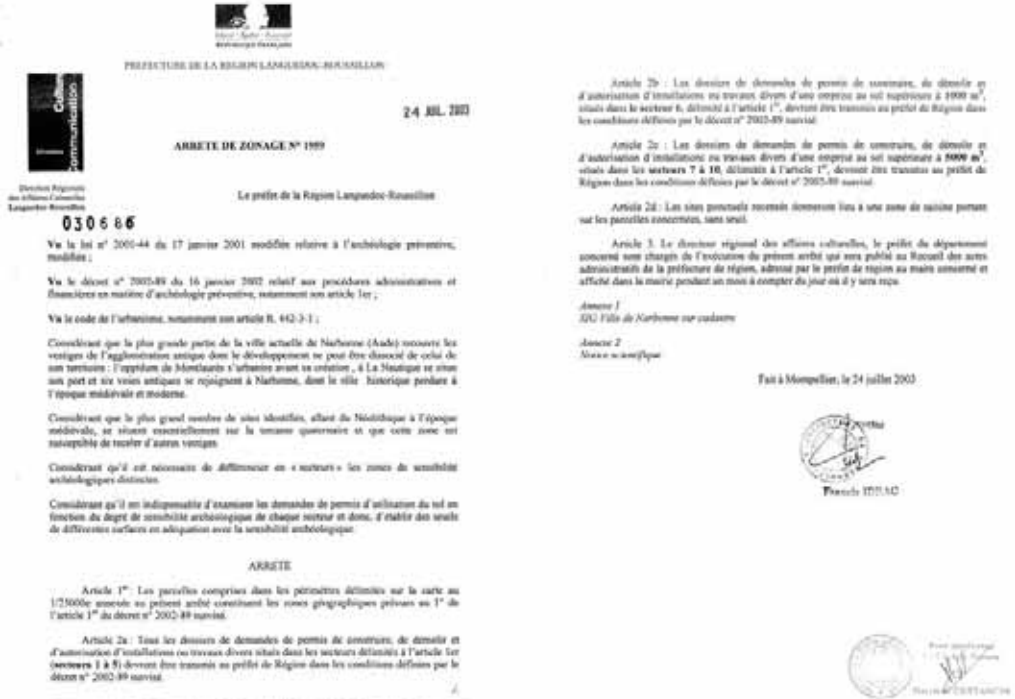 REPUBLIQUE FRANÇAISE
PREFECTURE DE LA REGION LANGUEDOC-ROUSSILLON
Culture
Communication
24 JUIL. 2003
ARRETE DE ZONAGE N° 1959
Direction Régionale
des Affaires Culturelles
Languedoc-Roussillon
Le préfet de la Région Languedoc-Roussillon
030686
Vu la loi n° 2001-44 du 17 janvier 2001 modifiée relative à l'archéologie préventive,
modifiée ;
Vu le décret n° 2002-89 du 16 janvier 2002 relatif aux procédures administratives et
financières en matière d'archéologie préventive, notamment son article 1er ;
Vu le code de l'urbanisme, notamment son article R. 442-3-1 ;
Considérant que la plus grande partie de la ville actuelle de Narbonne (Aude) recouvre les
vestiges de l'agglomération antique dont le développement ne peut être dissocié de celui de
son territoire : l'oppidum de Montlaurès s'urbanise avant sa création , à La Nautique se situe
son port et six voies antiques se rejoignent à Narbonne, dont le rôle historique perdure à
l'époque médiévale et moderne.
Considérant que le plus grand nombre de sites identifiés, allant du Néolithique à l'époque
médiévale, se situent essentiellement sur la terrasse quaternaire et que cette zone est
susceptible de receler d'autres vestiges.
Considérant qu'il est nécessaire de différencier en « secteurs » les zones de sensibilité
archéologiques distinctes.
Considérant qu'il est indispensable d'examiner les demandes de permis d'utilisation du sol en
fonction du degré de sensibilité archéologique de chaque secteur et donc, d'établir des seuils
de différentes surfaces en adéquation avec la sensibilité archéologique.
ARRETE
Article 1er : Les parcelles comprises dans les périmètres délimités sur la carte au
1/25000e annexée au présent arrêté constituent les zones géographiques prévues au 1° de
l'article 1er du décret n° 2002-89 susvisé.
Article 2a : Tous les dossiers de demandes de permis de construire, de démolir et
d'autorisation d'installations ou travaux divers situés dans les secteurs délimités à l'article 1er
(secteurs 1 à 5) devront être transmis au préfet de Région dans les conditions définies par le
décret n° 2002-89 susvisé.
Article 2b : Les dossiers de demandes de permis de construire, de démolir et
d'autorisation d'installations ou travaux divers d'une emprise au sol supérieure à 1000 m²,
situés dans le secteur 6, délimité à l'article 1er, devront être transmis au préfet de Région dans
les conditions définies par le décret n° 2002-89 susvisé.
Article 2c : Les dossiers de demandes de permis de construire, de démolir et
d'autorisation d'installations ou travaux divers d'une emprise au sol supérieure à 5000 m²,
situés dans les secteurs 7 à 10, délimités à l'article 1er, devront être transmis au préfet de
Région dans les conditions définies par le décret n° 2002-89 susvisé.
Article 2d : Les sites ponctuels recensés donneront lieu à une zone de saisine portant
sur les parcelles concernées, sans seuil.
Article 3. Le directeur régional des affaires culturelles, le préfet du département
concerné sont chargés de l'exécution du présent arrêté qui sera publié au Recueil des actes
administratifs de la préfecture de région, adressé par le préfet de région au maire concerné et
affiché dans la mairie pendant un mois à compter du jour où il y sera reçu.
Annexe 1
SIG Ville de Narbonne sur cadastre
Annexe 2
Notice scientifique
Fait à Montpellier, le 24 juillet 2003
Francis IDRAC